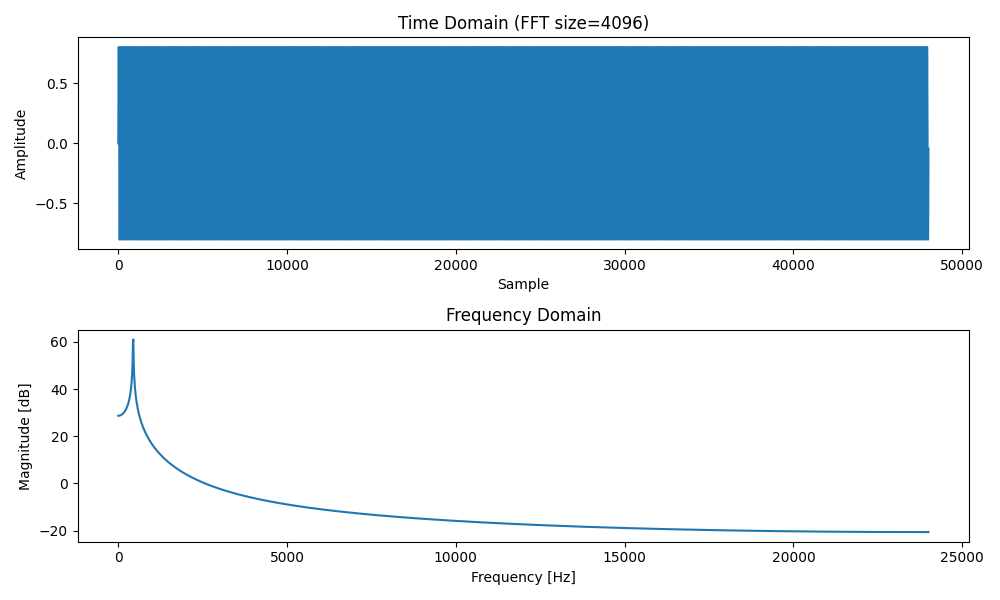 Time Domain (FFT size=4096)
Amplitude
0.5
0.0
−0.5
0 10000 20000 30000 40000 50000
Sample
Frequency Domain
Magnitude [dB]
60
40
20
0
−20
0 5000 10000 15000 20000 25000
Frequency [Hz]